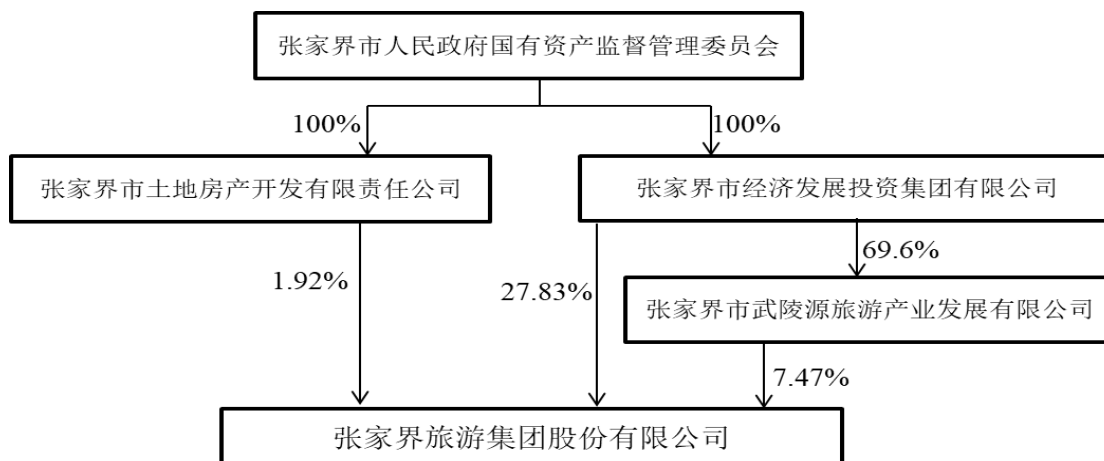 张家界市人民政府国有资产监督管理委员会
100%
100%
张家界市土地房产开发有限责任公司
张家界市经济发展投资集团有限公司
1.92%
27.83%
69.6%
张家界市武陵源旅游产业发展有限公司
7.47%
张家界旅游集团股份有限公司